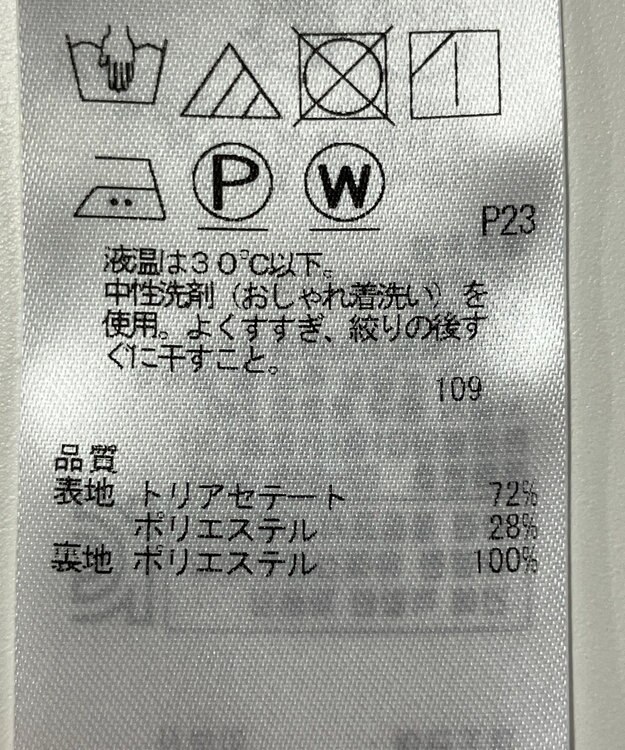 P W
P23
液温は30℃以下。
中性洗剤(おしゃれ着洗い)を
使用。よくすすぎ、絞りの後す
ぐに干すこと。
109
品質
表地 トリアセテート 72%
ポリエステル 28%
裏地 ポリエステル 100%